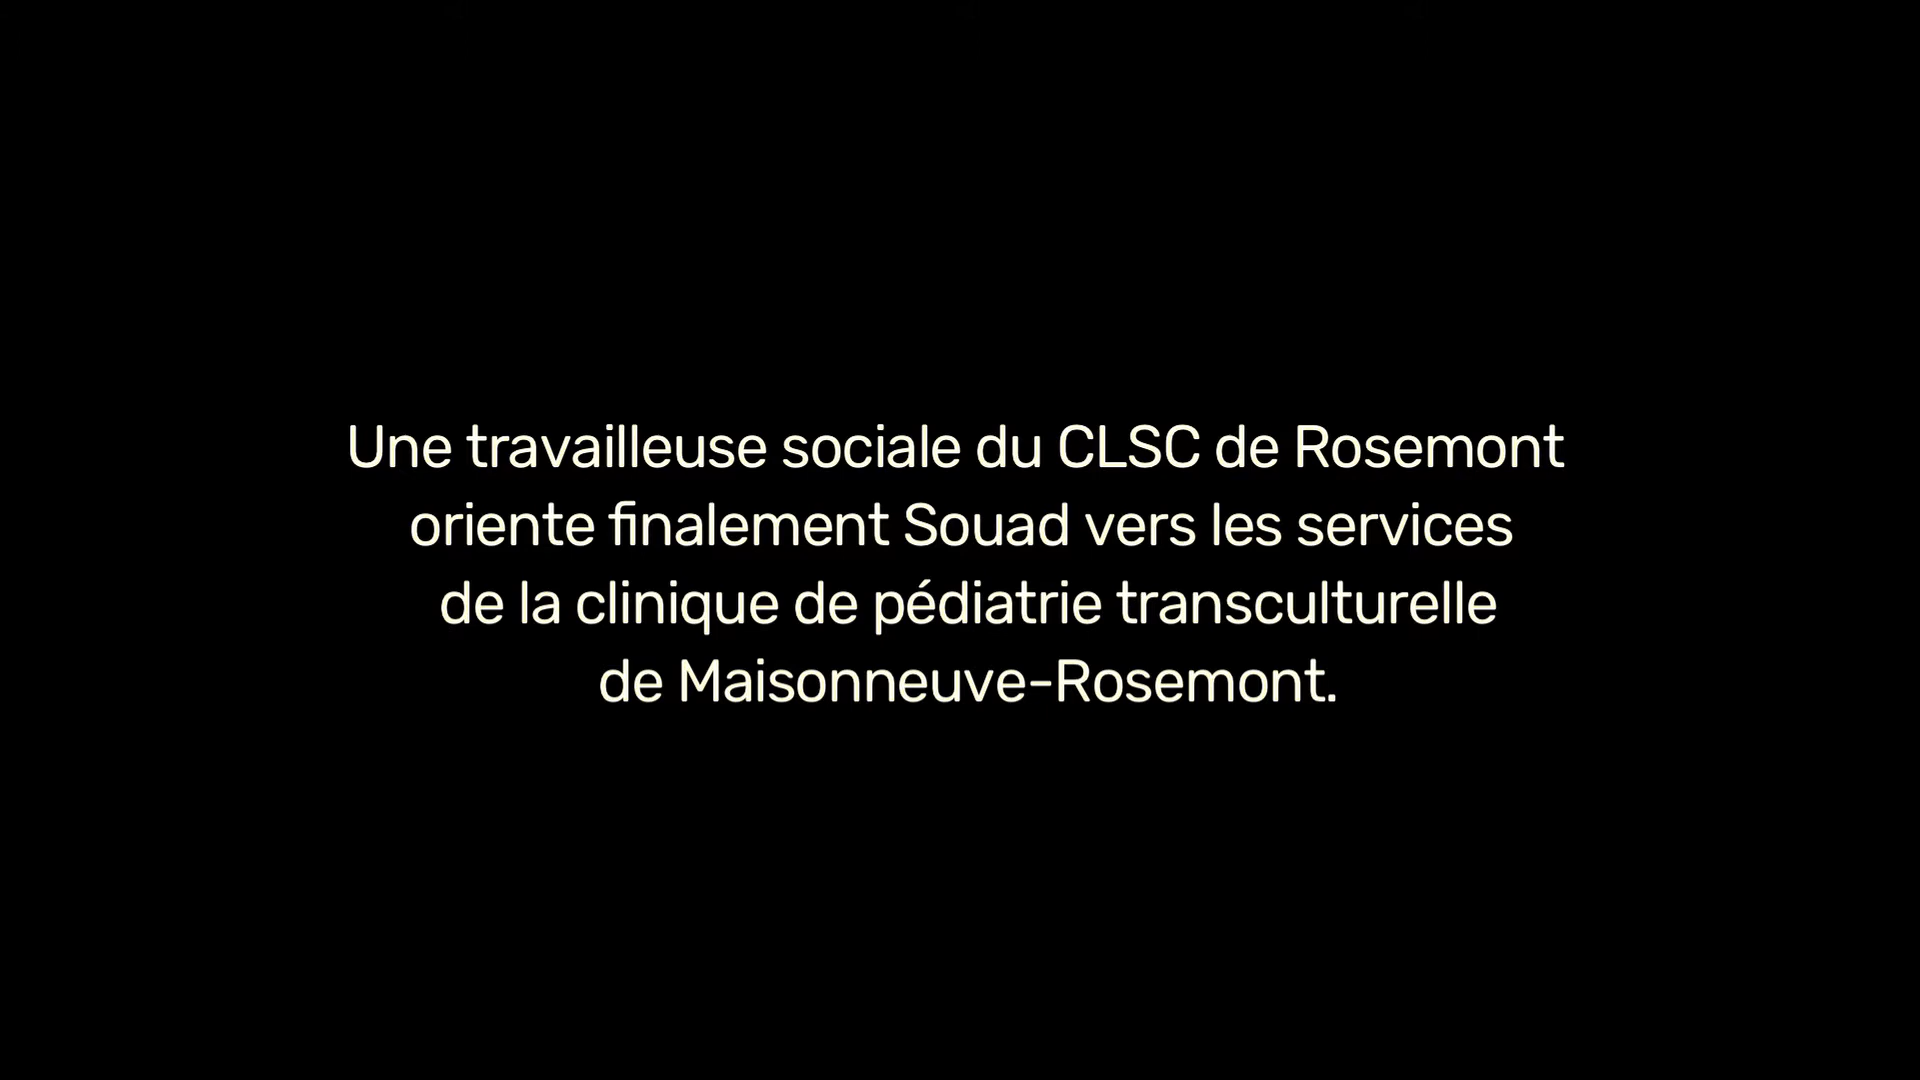 Une travailleuse sociale du CLSC de Rosemont
oriente finalement Souad vers les services
de la clinique de pédiatrie transculturelle
de Maisonneuve-Rosemont.